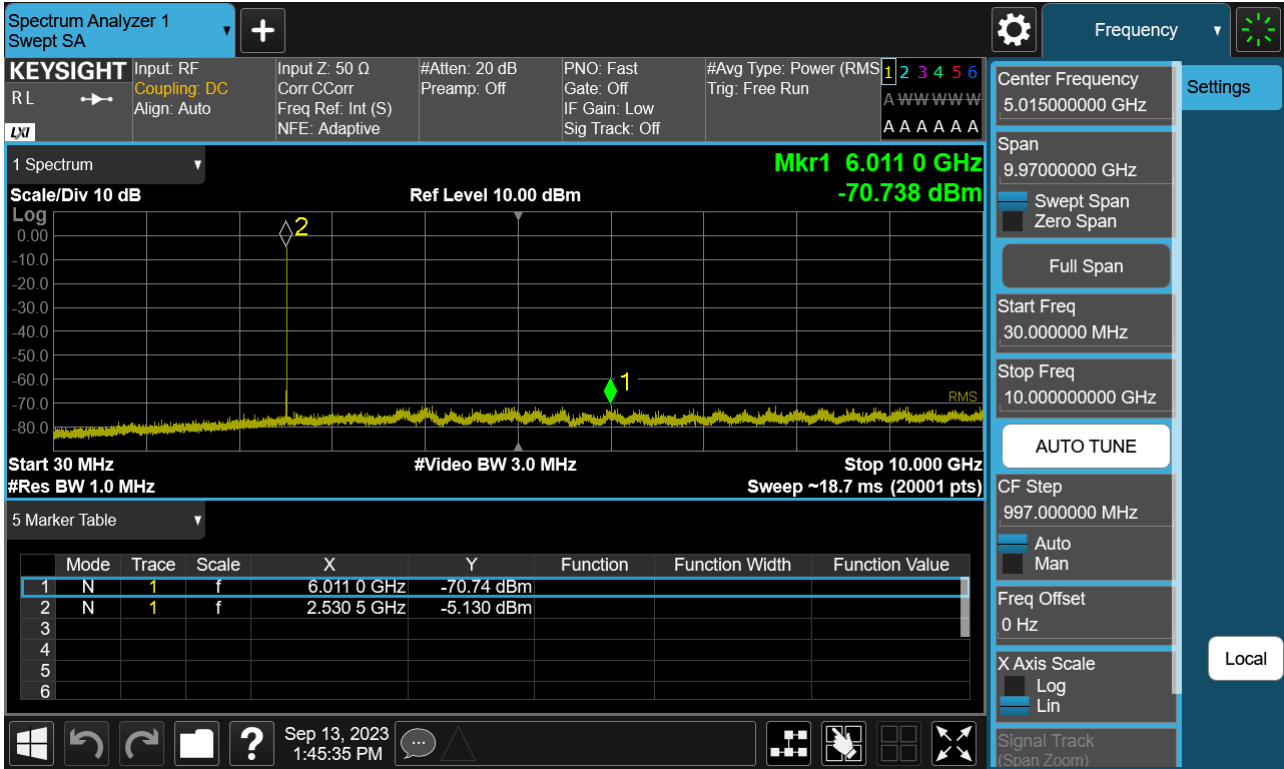 Spectrum Analyzer 1
Swept SA
Frequency
KEYSIGHT
R L
LXI
Input: RF
Coupling: DC
Align: Auto
Input Z: 50 Ω
Corr CCorr
Freq Ref: Int (S)
NFE: Adaptive
#Atten: 20 dB
Preamp: Off
PNO: Fast
Gate: Off
IF Gain: Low
Sig Track: Off
#Avg Type: Power (RMS
Trig: Free Run
1 2 3 4 5 6
A W W W W W
A A A A A A
1 Spectrum
Mkr1 6.011 0 GHz
Scale/Div 10 dB
Ref Level 10.00 dBm
-70.738 dBm
Log
0.00
-10.0
-20.0
-30.0
-40.0
-50.0
-60.0
-70.0
-80.0
2
1
RMS
Start 30 MHz
#Video BW 3.0 MHz
Stop 10.000 GHz
#Res BW 1.0 MHz
Sweep ~18.7 ms (20001 pts)
5 Marker Table
Mode Trace Scale X Y Function Function Width Function Value
1 N 1 f 6.011 0 GHz -70.74 dBm
2 N 1 f 2.530 5 GHz -5.130 dBm
3
4
5
6
Sep 13, 2023
1:45:35 PM
Center Frequency
5.015000000 GHz
Settings
Span
9.97000000 GHz
Swept Span
Zero Span
Full Span
Start Freq
30.000000 MHz
Stop Freq
10.000000000 GHz
AUTO TUNE
CF Step
997.000000 MHz
Auto
Man
Freq Offset
0 Hz
Local
X Axis Scale
Log
Lin
Signal Track
(Span Zoom)